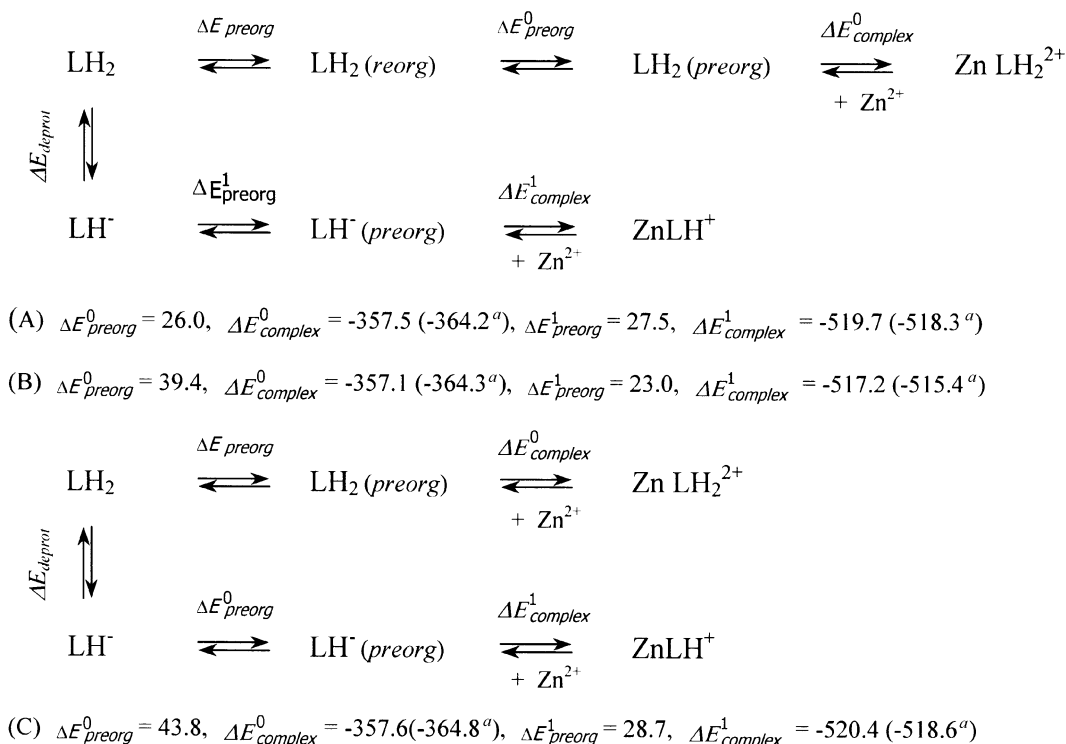 ΔE preorg ΔE⁰preorg ΔE⁰complex
LH₂ LH₂ (reorg) LH₂ (preorg) Zn LH₂²⁺
+ Zn²⁺
ΔEdeprot
ΔE¹preorg ΔE¹complex
LH⁻ LH⁻ (preorg) ZnLH⁺
+ Zn²⁺
(A) ΔE⁰preorg = 26.0, ΔE⁰complex = -357.5 (-364.2ᵃ), ΔE¹preorg = 27.5, ΔE¹complex = -519.7 (-518.3ᵃ)
(B) ΔE⁰preorg = 39.4, ΔE⁰complex = -357.1 (-364.3ᵃ), ΔE¹preorg = 23.0, ΔE¹complex = -517.2 (-515.4ᵃ)
ΔE preorg ΔE⁰complex
LH₂ LH₂ (preorg) Zn LH₂²⁺
+ Zn²⁺
ΔEdeprot
ΔE⁰preorg ΔE¹complex
LH⁻ LH⁻ (preorg) ZnLH⁺
+ Zn²⁺
(C) ΔE⁰preorg = 43.8, ΔE⁰complex = -357.6(-364.8ᵃ), ΔE¹preorg = 28.7, ΔE¹complex = -520.4 (-518.6ᵃ)